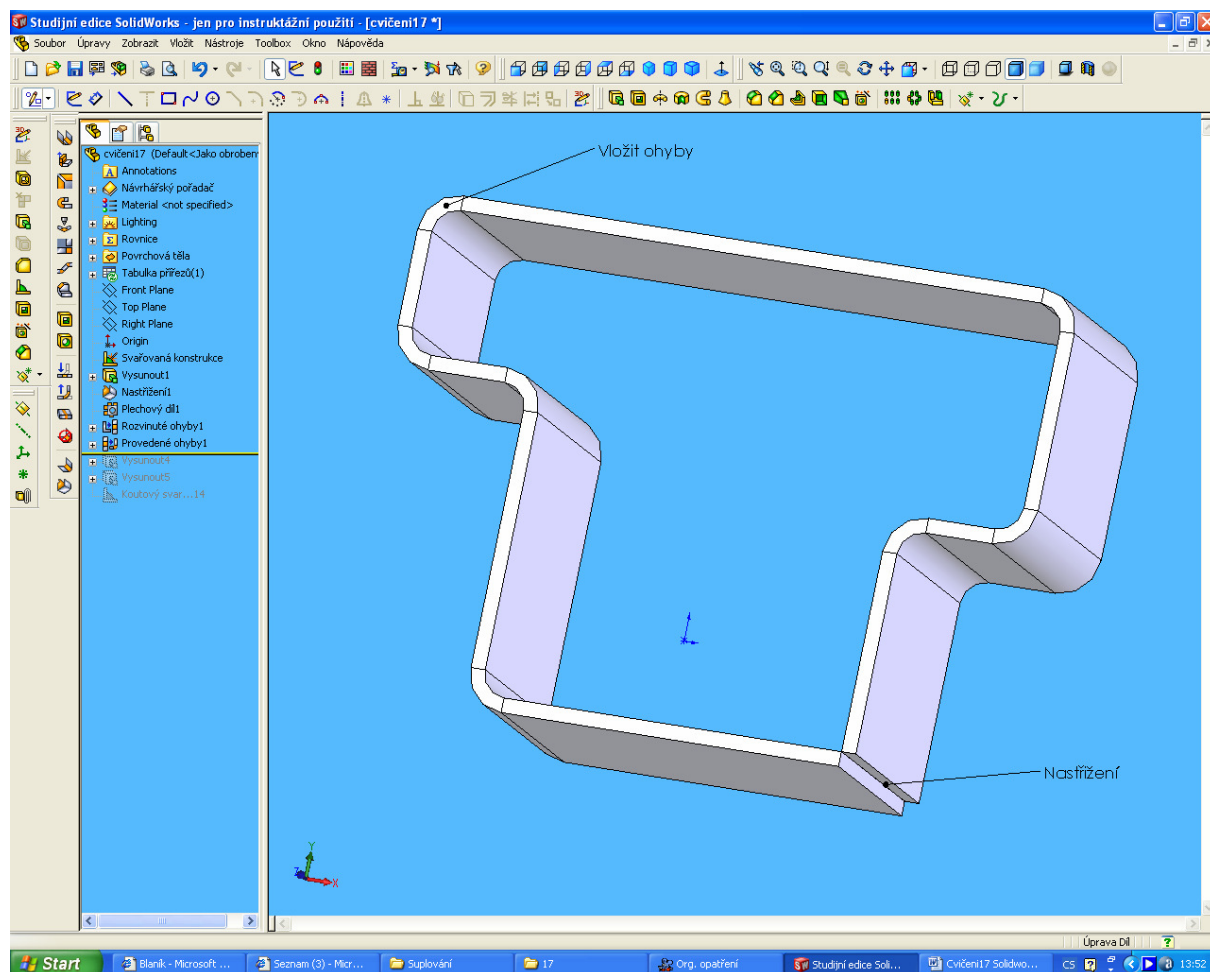 Studijní edice SolidWorks - jen pro instruktážní použití - [cvičení17 *]
Soubor Úpravy Zobrazit Vložit Nástroje Toolbox Okno Nápověda
cvičení17 (Default<Jako obroben
Annotations
Návrhářský pořadač
Material <not specified>
Lighting
Rovnice
Povrchová těla
Tabulka přířezů(1)
Front Plane
Top Plane
Right Plane
Origin
Svařovaná konstrukce
Vysunout1
Nastřižení1
Plechový díl1
Rozvinuté ohyby1
Provedené ohyby1
Vysunout4
Vysunout5
Koutový svar...14
Vložit ohyby
Nastřižení
Y
Z
X
Úprava Díl
Start
Blaník - Microsoft ...
Seznam (3) - Micr...
Suplování
17
Org. opatření
Studijní edice Soli...
Cvičení17 Solidwo...
CS
13:52